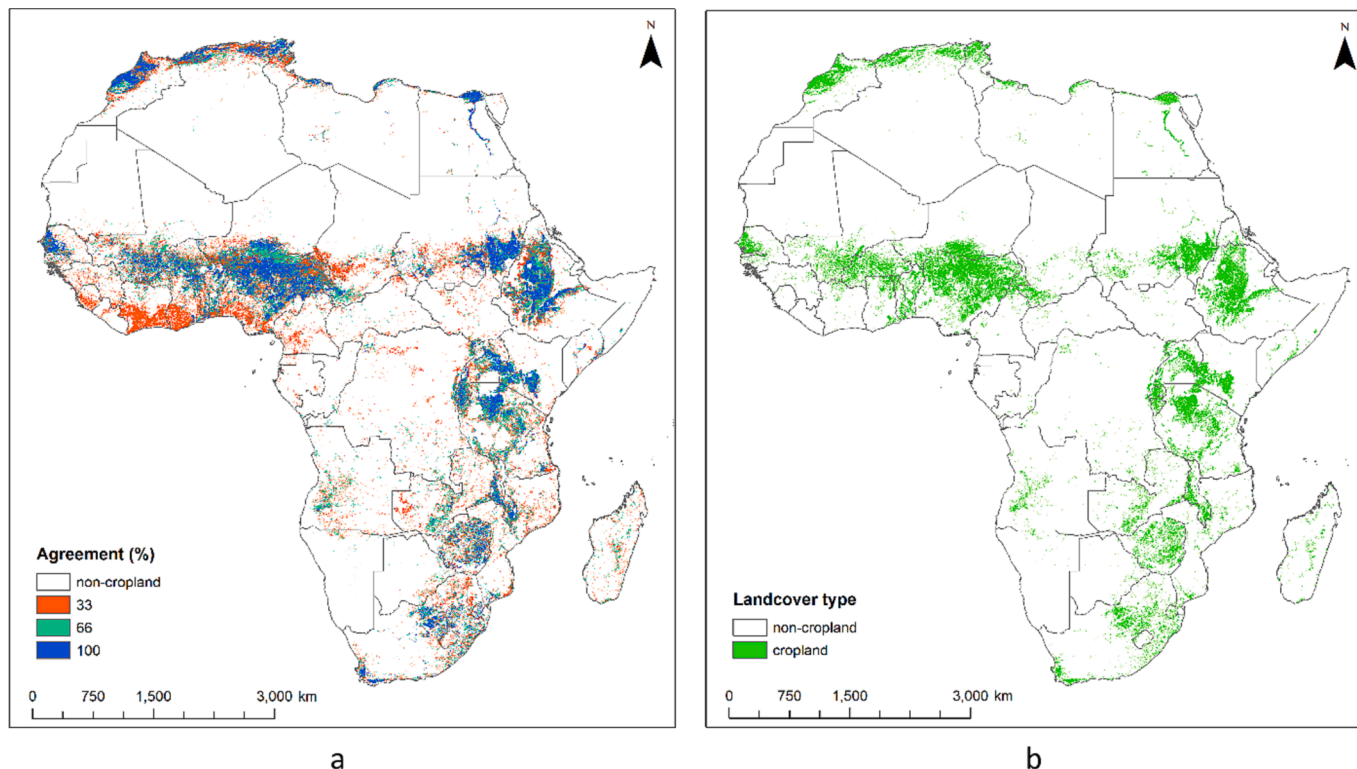 N
Agreement (%)
non-cropland
33
66
100
0 750 1,500 3,000 km
a
N
Landcover type
non-cropland
cropland
0 750 1,500 3,000 km
b